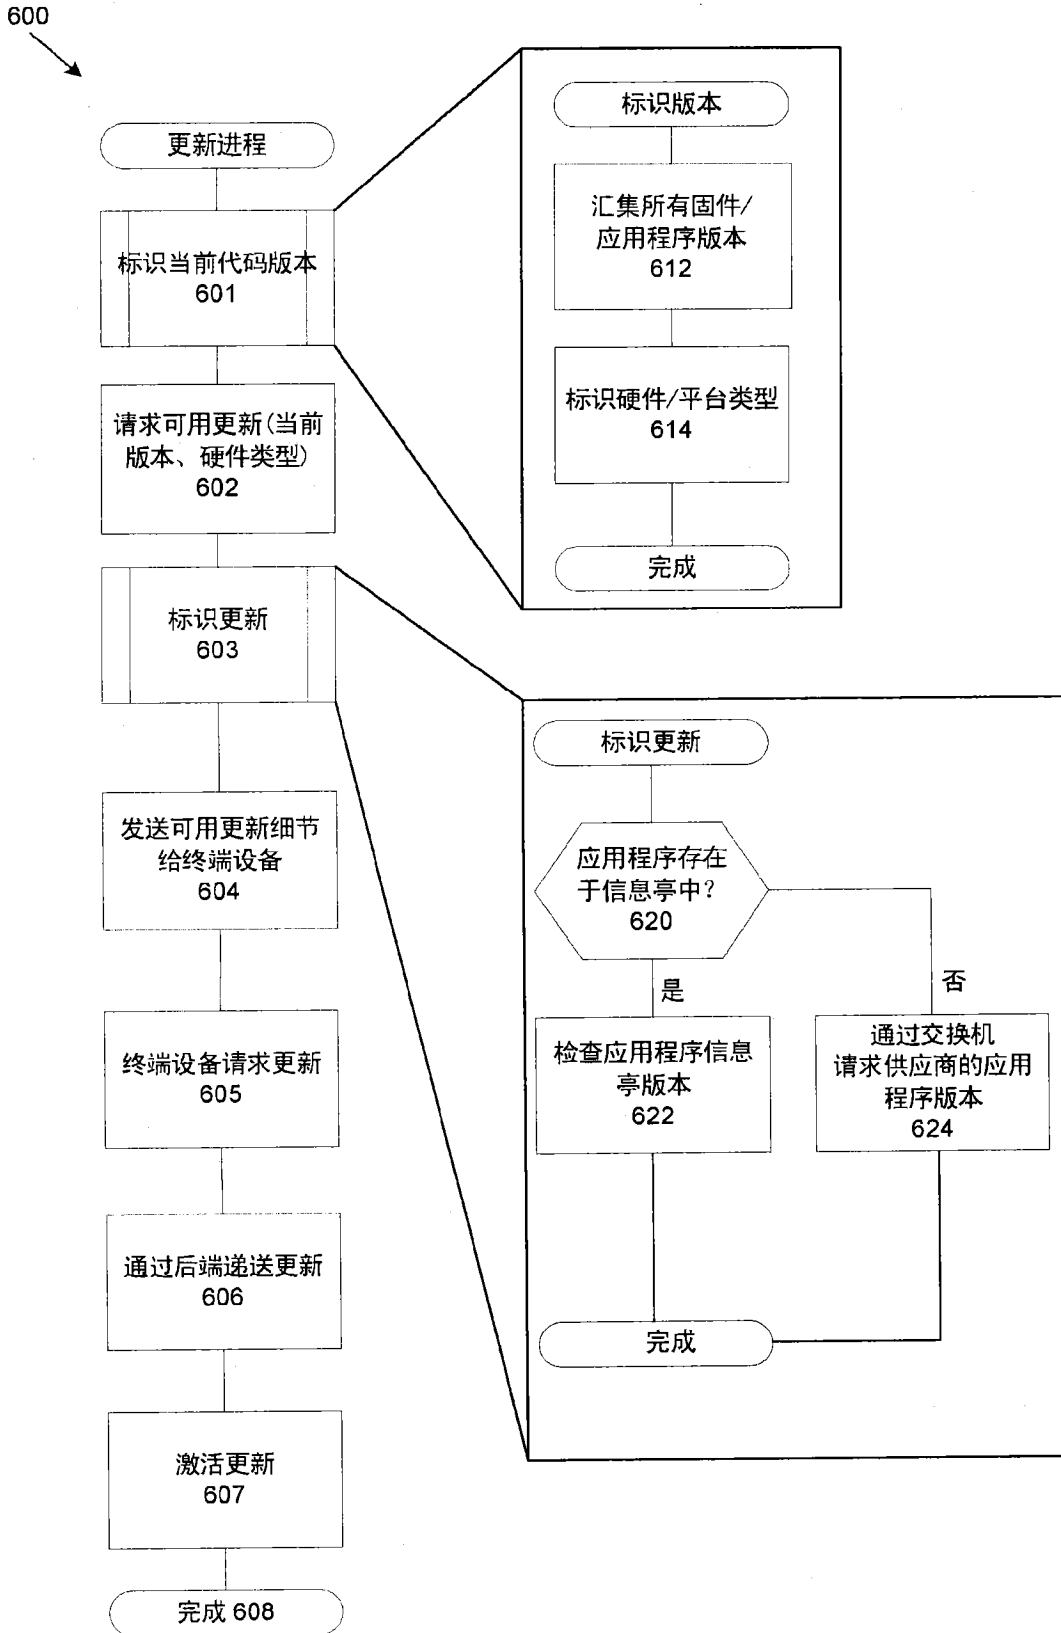 600
更新进程
标识当前代码版本
601
请求可用更新(当前
版本、硬件类型)
602
标识更新
603
发送可用更新细节
给终端设备
604
终端设备请求更新
605
通过后端递送更新
606
激活更新
607
完成 608
标识版本
汇集所有固件/
应用程序版本
612
标识硬件/平台类型
614
完成
标识更新
应用程序存在
于信息亭中?
620
是
否
检查应用程序信息
亭版本
622
通过交换机
请求供应商的应用
程序版本
624
完成